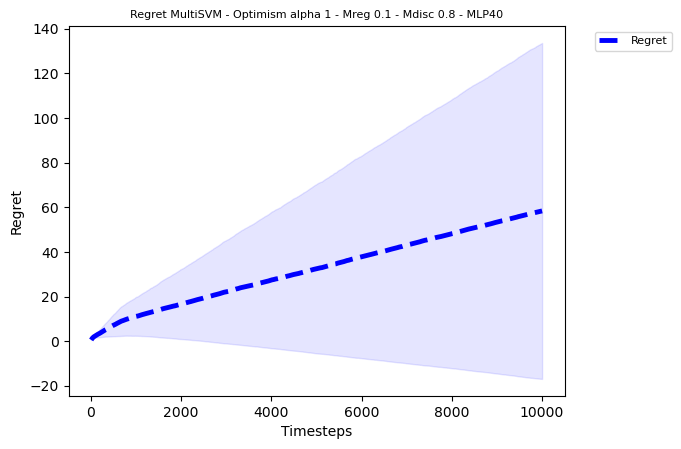 Regret MultiSVM - Optimism alpha 1 - Mreg 0.1 - Mdisc 0.8 - MLP40
Regret
140
120
100
80
60
40
20
0
−20
Regret
0 2000 4000 6000 8000 10000
Timesteps